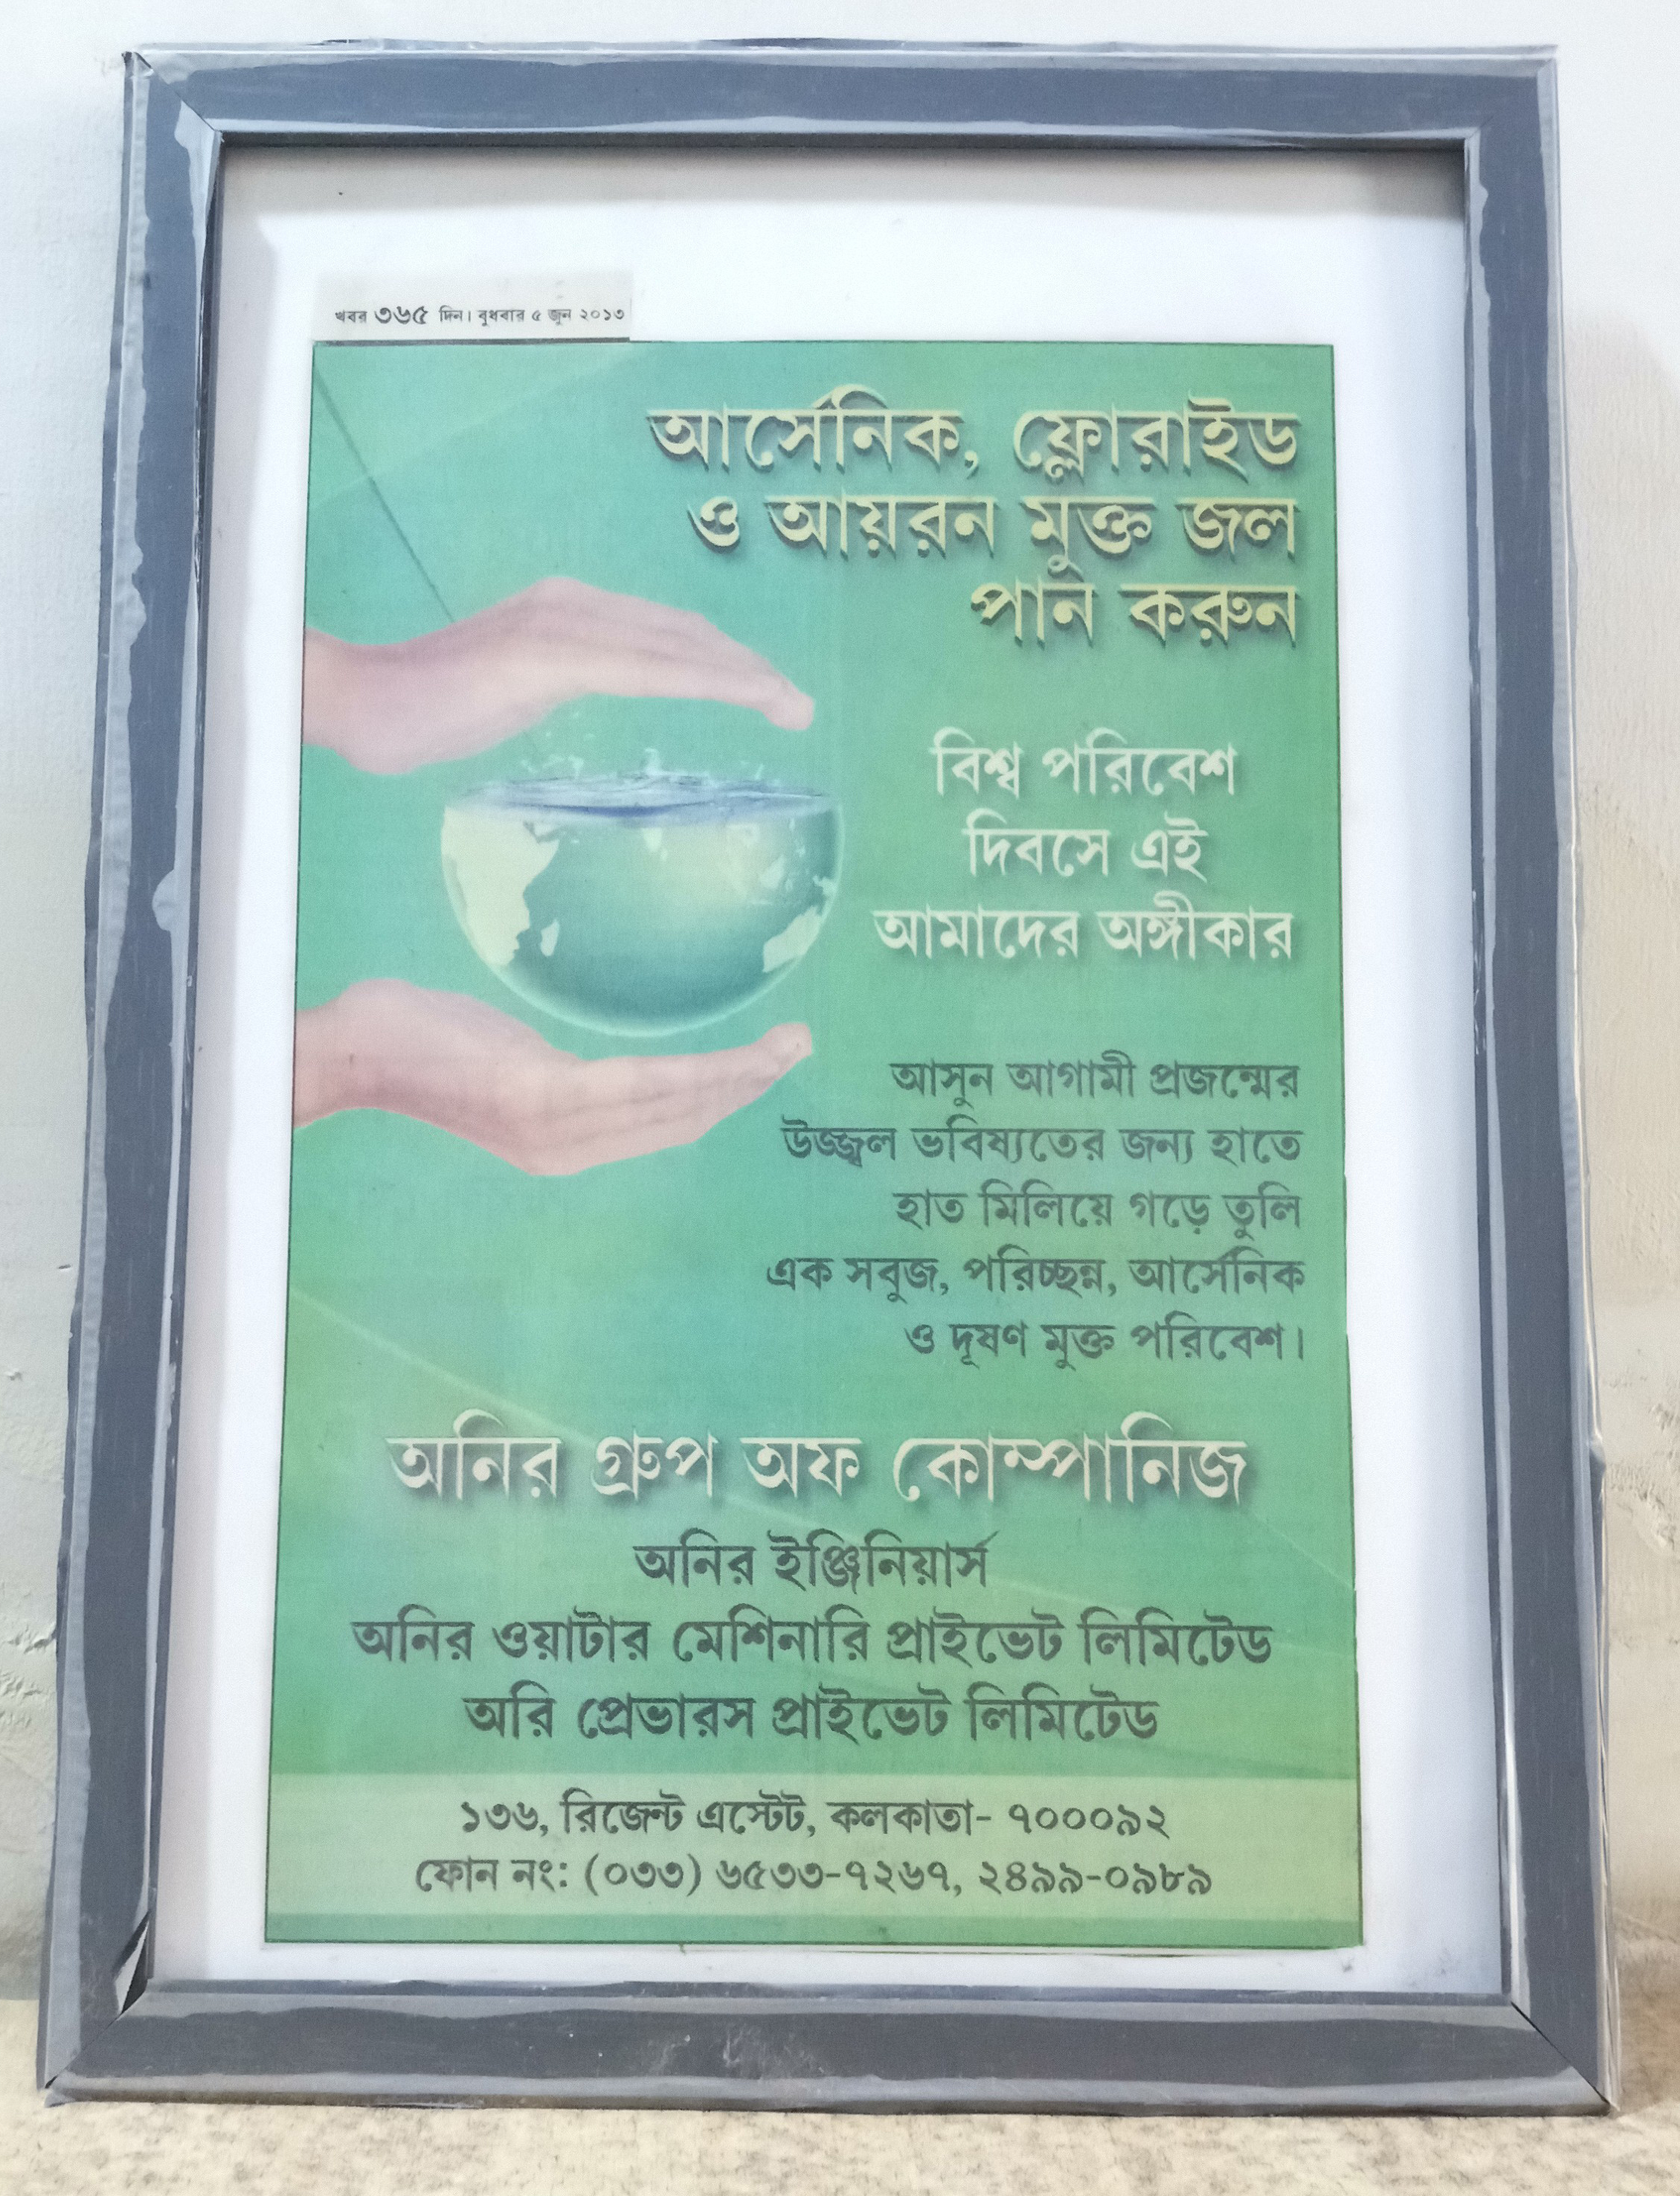 খবর ৩৬৫ দিন। বুধবার ৫ জুন ২০১৩
আর্সেনিক, ফ্লোরাইড
ও আয়রন মুক্ত জল
পান করুন
বিশ্ব পরিবেশ
দিবসে এই
আমাদের অঙ্গীকার
আসুন আগামী প্রজন্মের
উজ্জ্বল ভবিষ্যতের জন্য হাতে
হাত মিলিয়ে গড়ে তুলি
এক সবুজ, পরিচ্ছন্ন, আর্সেনিক
ও দূষণ মুক্ত পরিবেশ।
অনির গ্রুপ অফ কোম্পানিজ
অনির ইঞ্জিনিয়ার্স
অনির ওয়াটার মেশিনারি প্রাইভেট লিমিটেড
অরি প্রেভারস প্রাইভেট লিমিটেড
১৩৬, রিজেন্ট এস্টেট, কলকাতা- ৭০০০৯২
ফোন নং: (০৩৩) ৬৫৩৩-৭২৬৭, ২৪৯৯-০৯৮৯